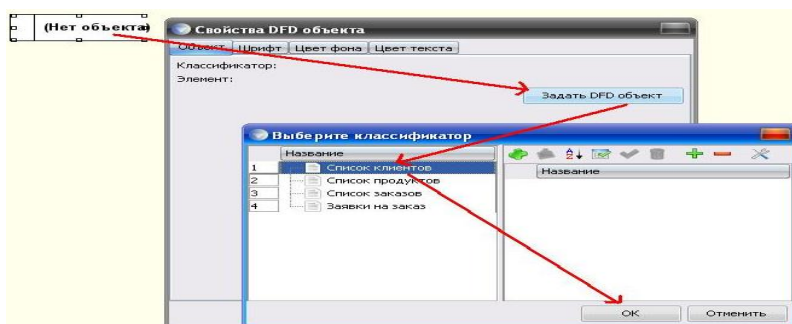 (Нет объекта)
Свойства DFD объекта
Объект Шрифт Цвет фона Цвет текста
Классификатор:
Элемент:
Задать DFD объект
Выберите классификатор
Название
1 Список клиентов
2 Список продуктов
3 Список заказов
4 Заявки на заказ
Название
OK Отменить